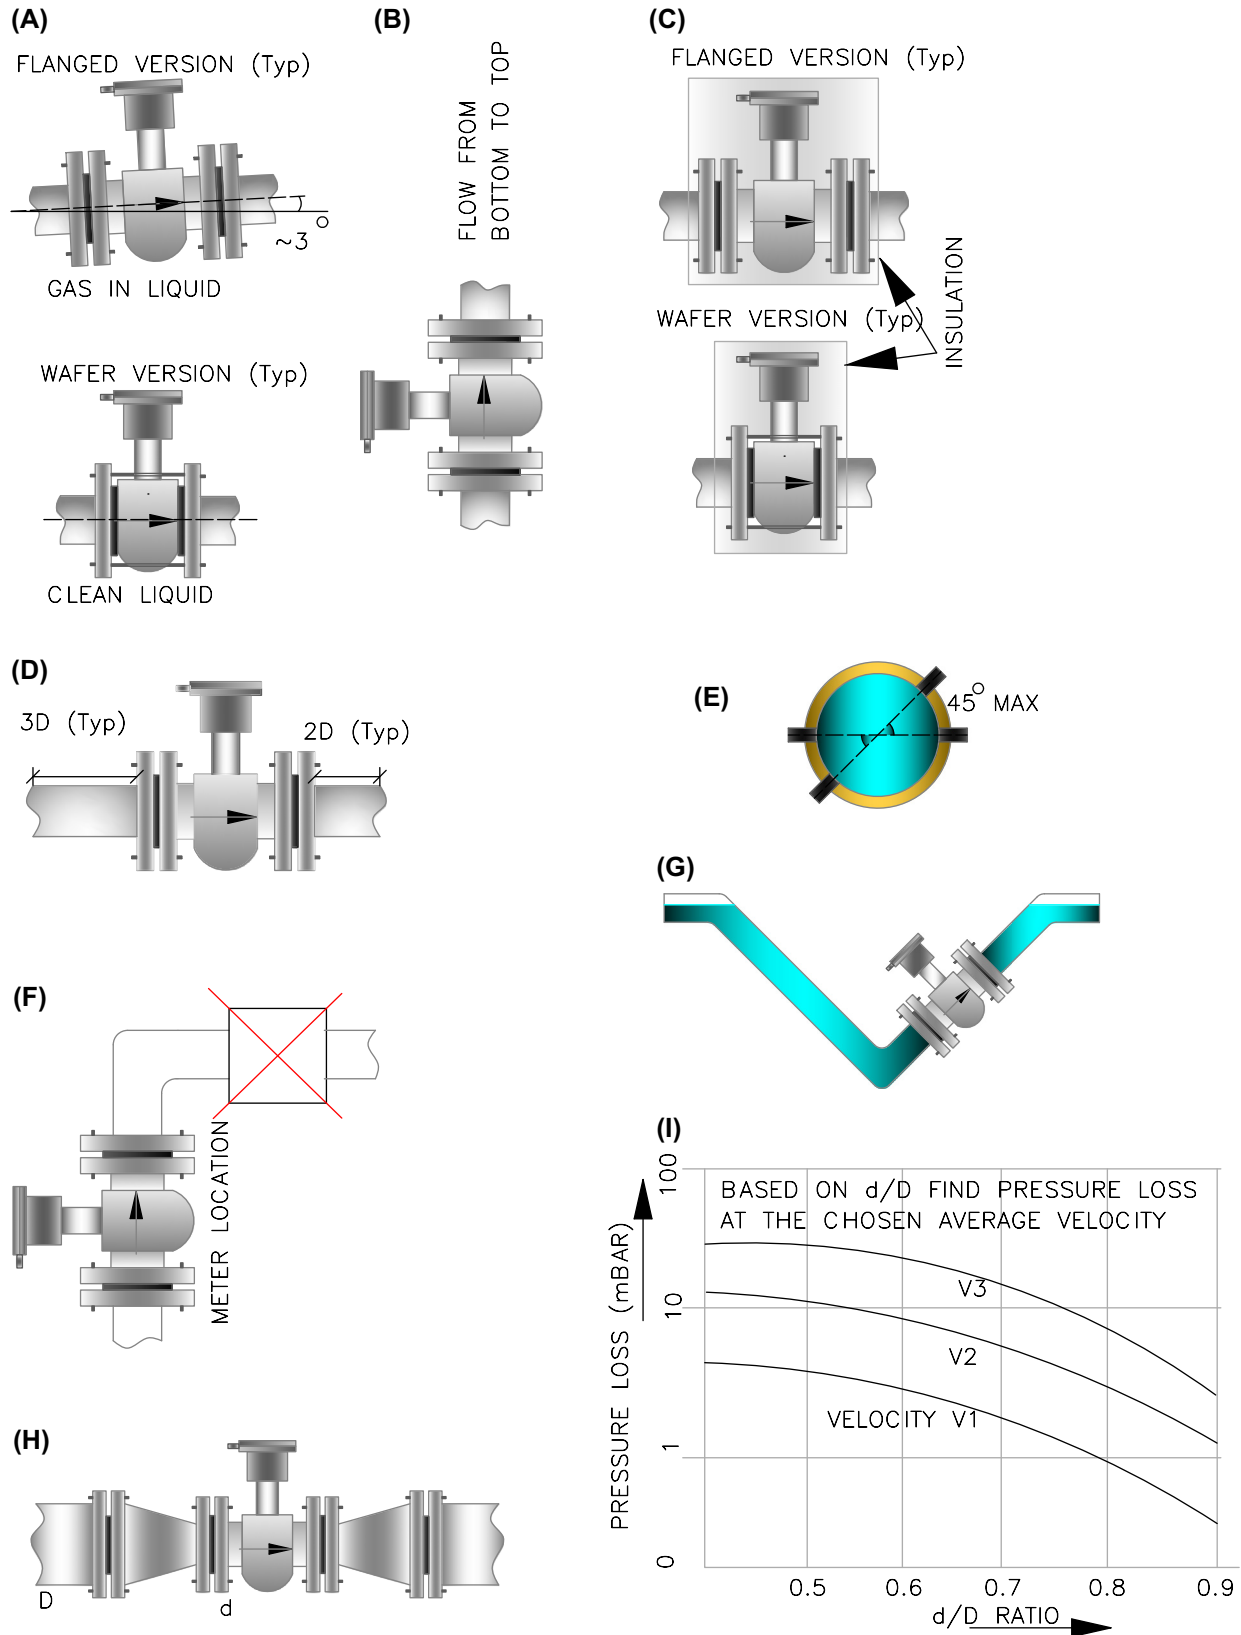 (A)
FLANGED VERSION (Typ)
~3°
GAS IN LIQUID
WAFER VERSION (Typ)
CLEAN LIQUID
(B)
FLOW FROM
BOTTOM TO TOP
(C)
FLANGED VERSION (Typ)
WAFER VERSION (Typ)
INSULATION
(D)
3D (Typ)
2D (Typ)
(E)
45° MAX
(F)
METER LOCATION
(G)
(H)
D
d
(I)
BASED ON d/D FIND PRESSURE LOSS
AT THE CHOSEN AVERAGE VELOCITY
V3
V2
VELOCITY V1
PRESSURE LOSS (mBAR)
100
10
1
0
0.5 0.6 0.7 0.8 0.9
d/D RATIO